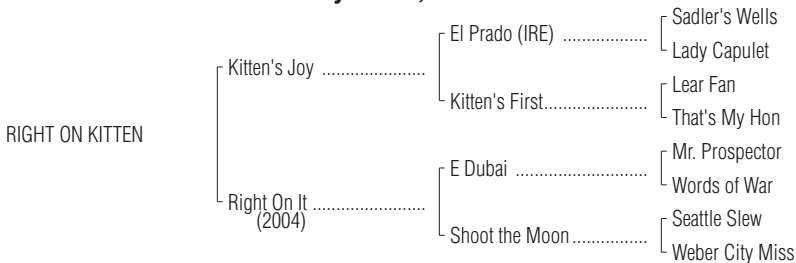 Sadler's Wells
El Prado (IRE) ..................
Lady Capulet
Kitten's Joy ......................
Lear Fan
Kitten's First......................
That's My Hon
RIGHT ON KITTEN
Mr. Prospector
E Dubai ............................
Words of War
Right On It ........................
(2004)
Seattle Slew
Shoot the Moon................
Weber City Miss